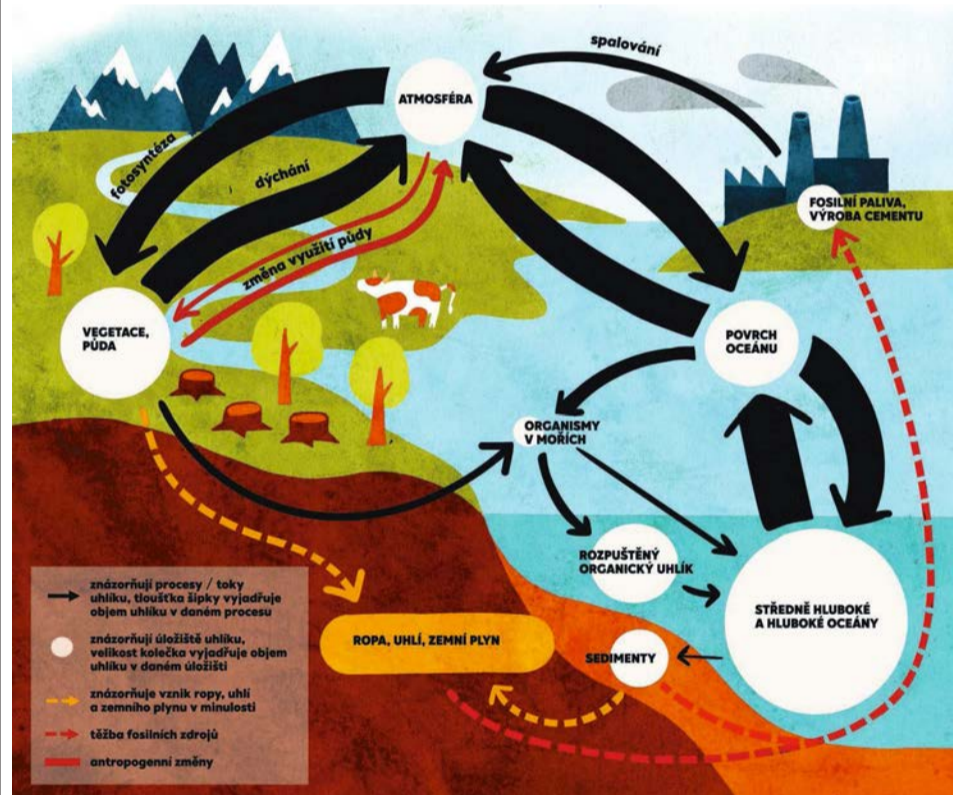 spalování
ATMOSFÉRA
fotosyntéza
dýchání
FOSILNÍ PALIVA,
VÝROBA CEMENTU
změna využití půdy
VEGETACE,
PŮDA
POVRCH
OCEÁNU
ORGANISMY
V MOŘÍCH
ROZPUŠTĚNÝ
ORGANICKÝ UHLÍK
STŘEDNĚ HLUBOKÉ
A HLUBOKÉ OCEÁNY
ROPA, UHLÍ, ZEMNÍ PLYN
SEDIMENTY
znázorňují procesy / toky
uhlíku, tloušťka šipky vyjadřuje
objem uhlíku v daném procesu
znázorňují úložiště uhlíku,
velikost kolečka vyjadřuje objem
uhlíku v daném úložišti
znázorňuje vznik ropy, uhlí
a zemního plynu v minulosti
těžba fosilních zdrojů
antropogenní změny